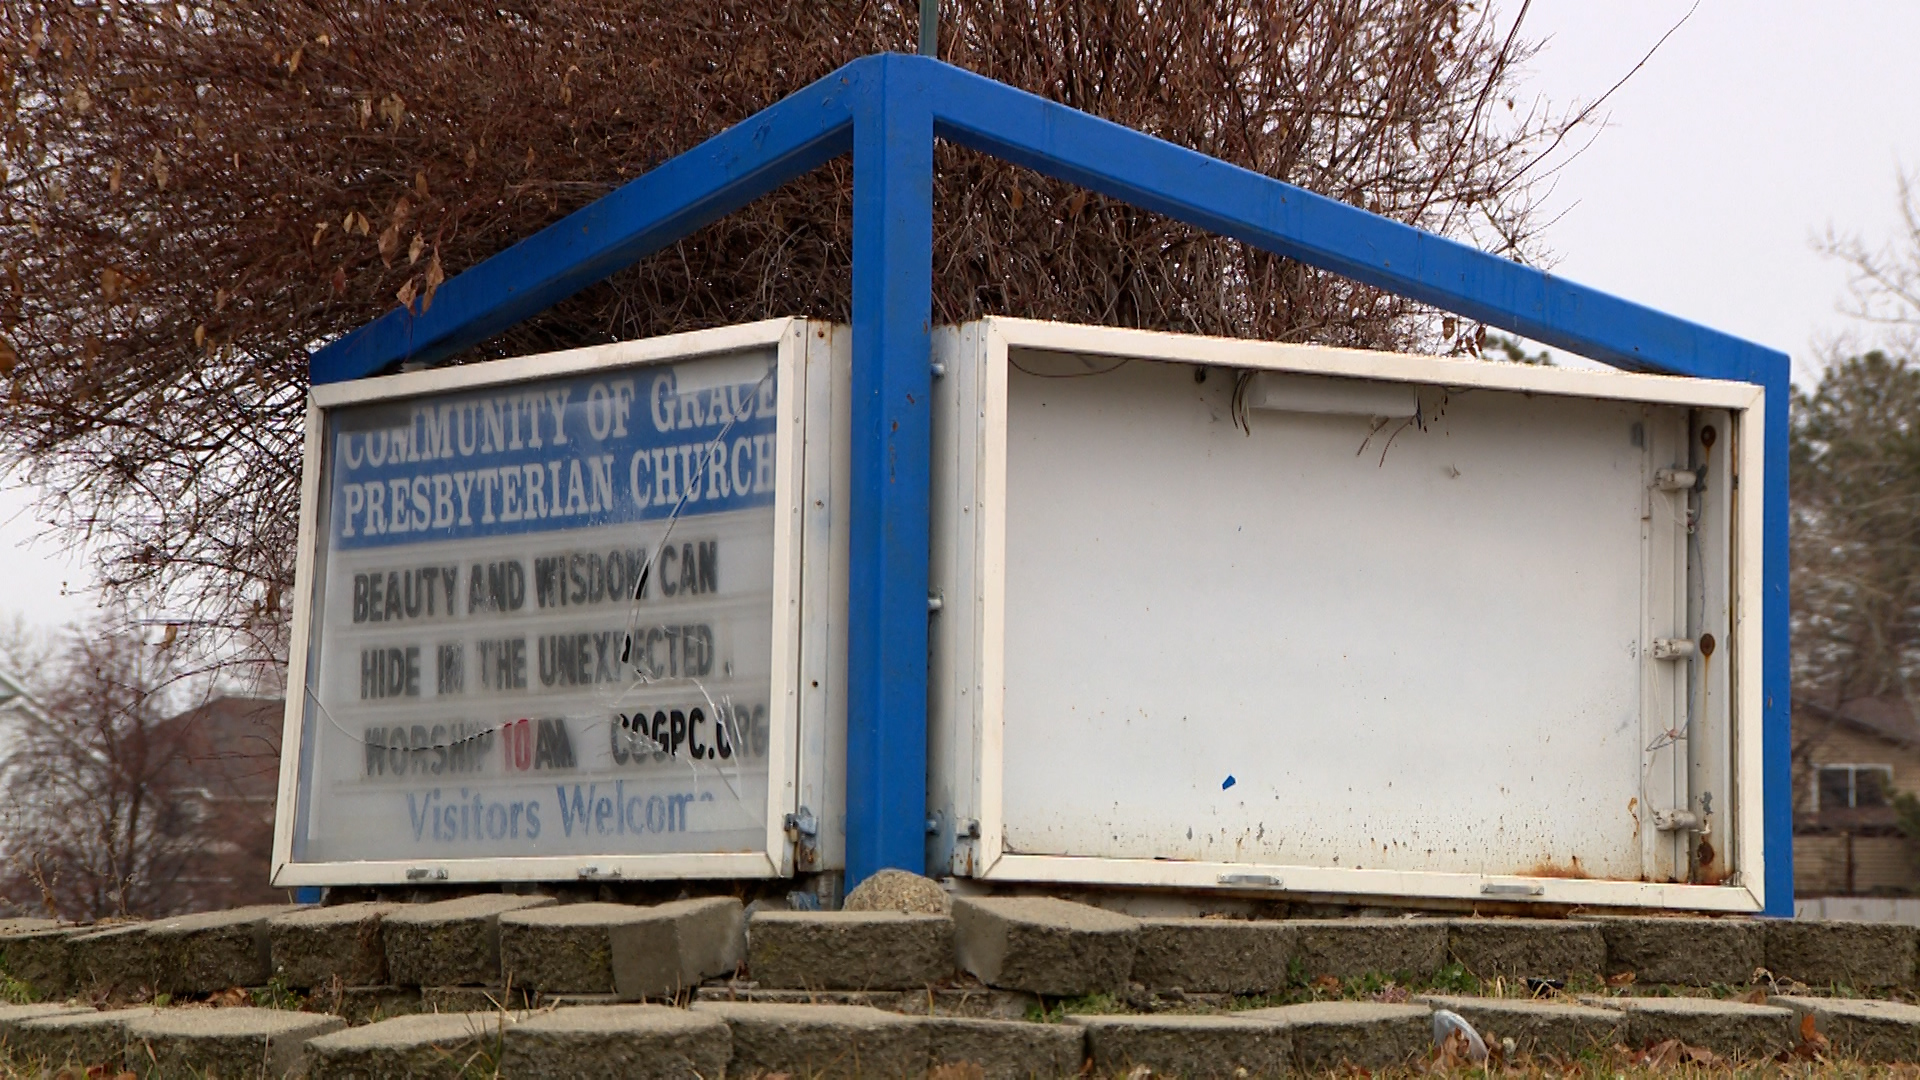 COMMUNITY OF GRACE
PRESBYTERIAN CHURCH
BEAUTY AND WISDOM CAN
HIDE IN THE UNEXPECTED.
WORSHIP 10AM COGPC.ORG
Visitors Welcome